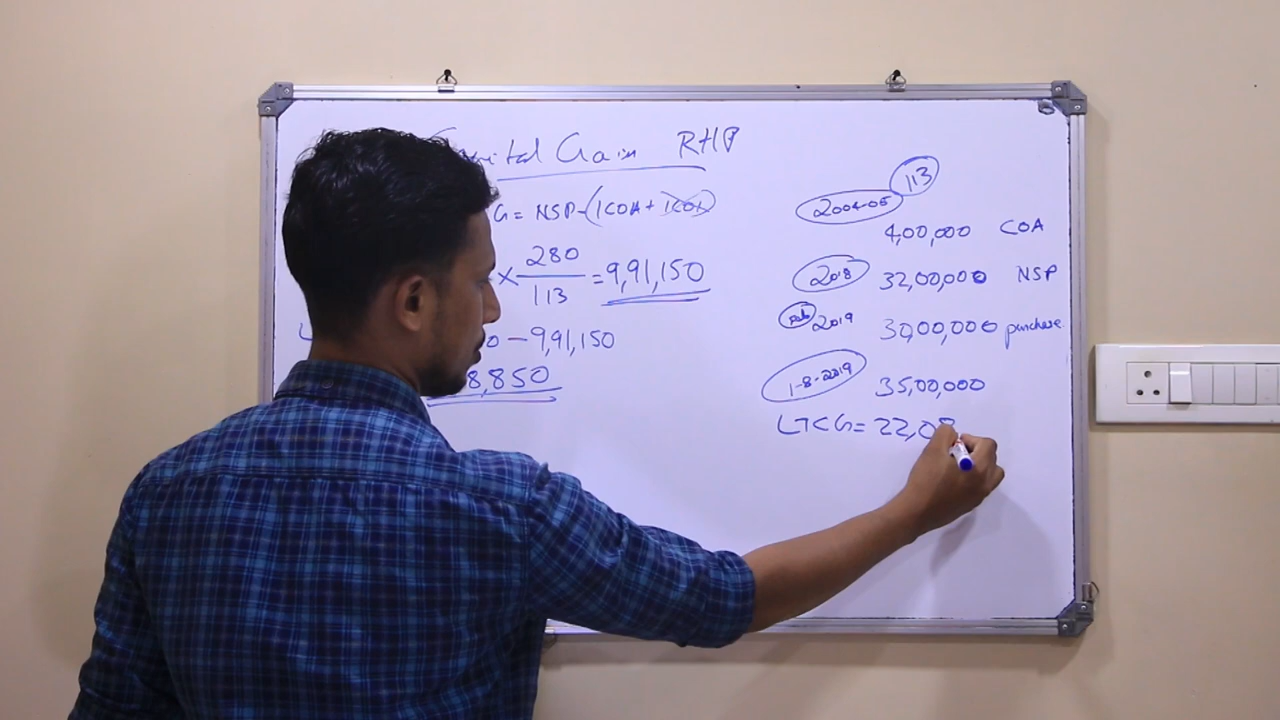 Capital Gain RHP
G = NSP - (ICOA + ICOI)
× 280 / 113 = 9,91,150
0 - 9,91,150
8,850
113
2004-05
4,00,000 COA
2018 32,00,000 NSP
Feb 2019 30,00,000 purchase
1-8-2019 35,00,000
LTCG = 22,08